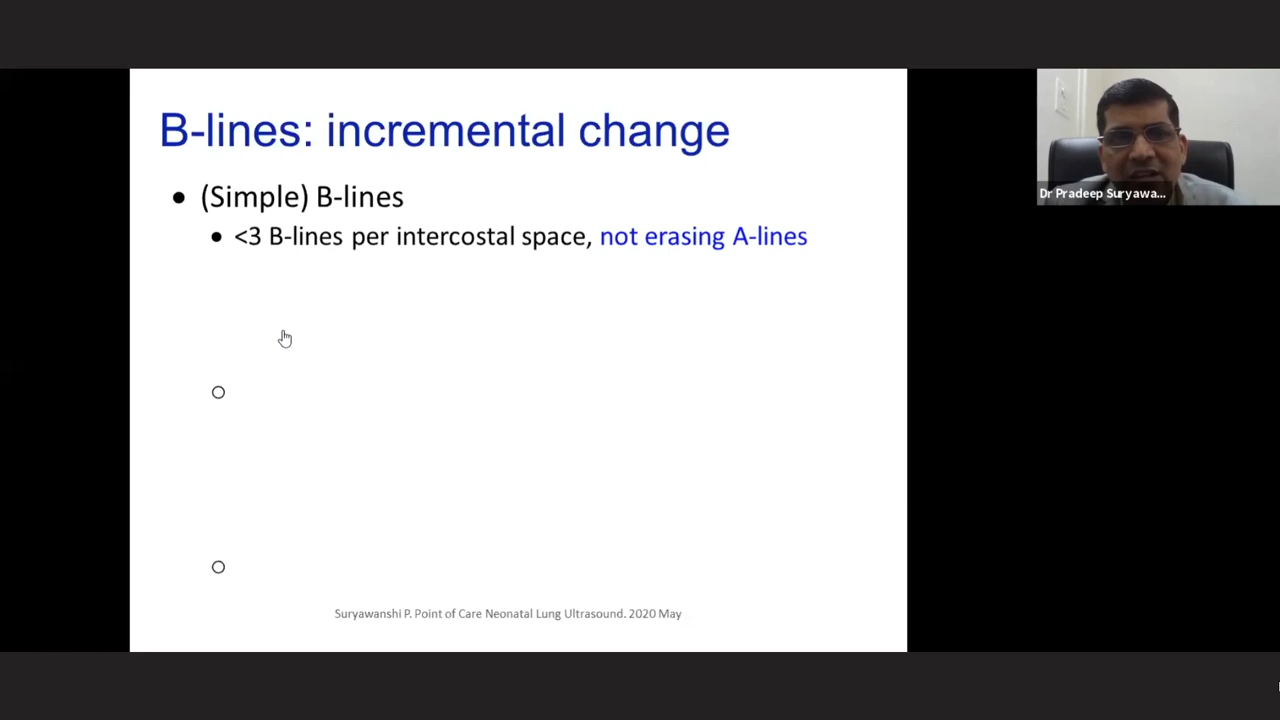 B-lines: incremental change
• (Simple) B-lines
• <3 B-lines per intercostal space, not erasing A-lines
Suryawanshi P. Point of Care Neonatal Lung Ultrasound. 2020 May
Dr Pradeep Suryawa...